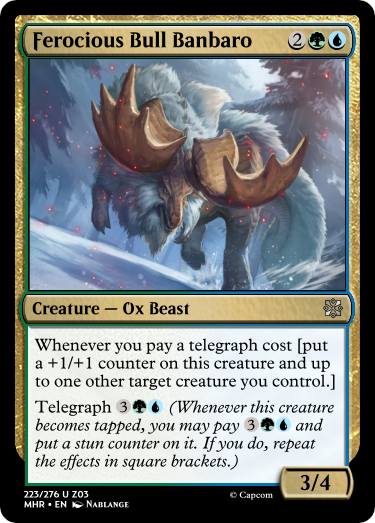 Ferocious Bull Banbaro 2
Creature — Ox Beast
Whenever you pay a telegraph cost [put
a +1/+1 counter on this creature and
up to one other target creature you control.]
Telegraph 3 (Whenever this creature
becomes tapped, you may pay 3 and
put a stun counter on it. If you do, repeat
the effects in square brackets.)
3/4
223/276 U Z03
MHR • EN Nablange
© Capcom